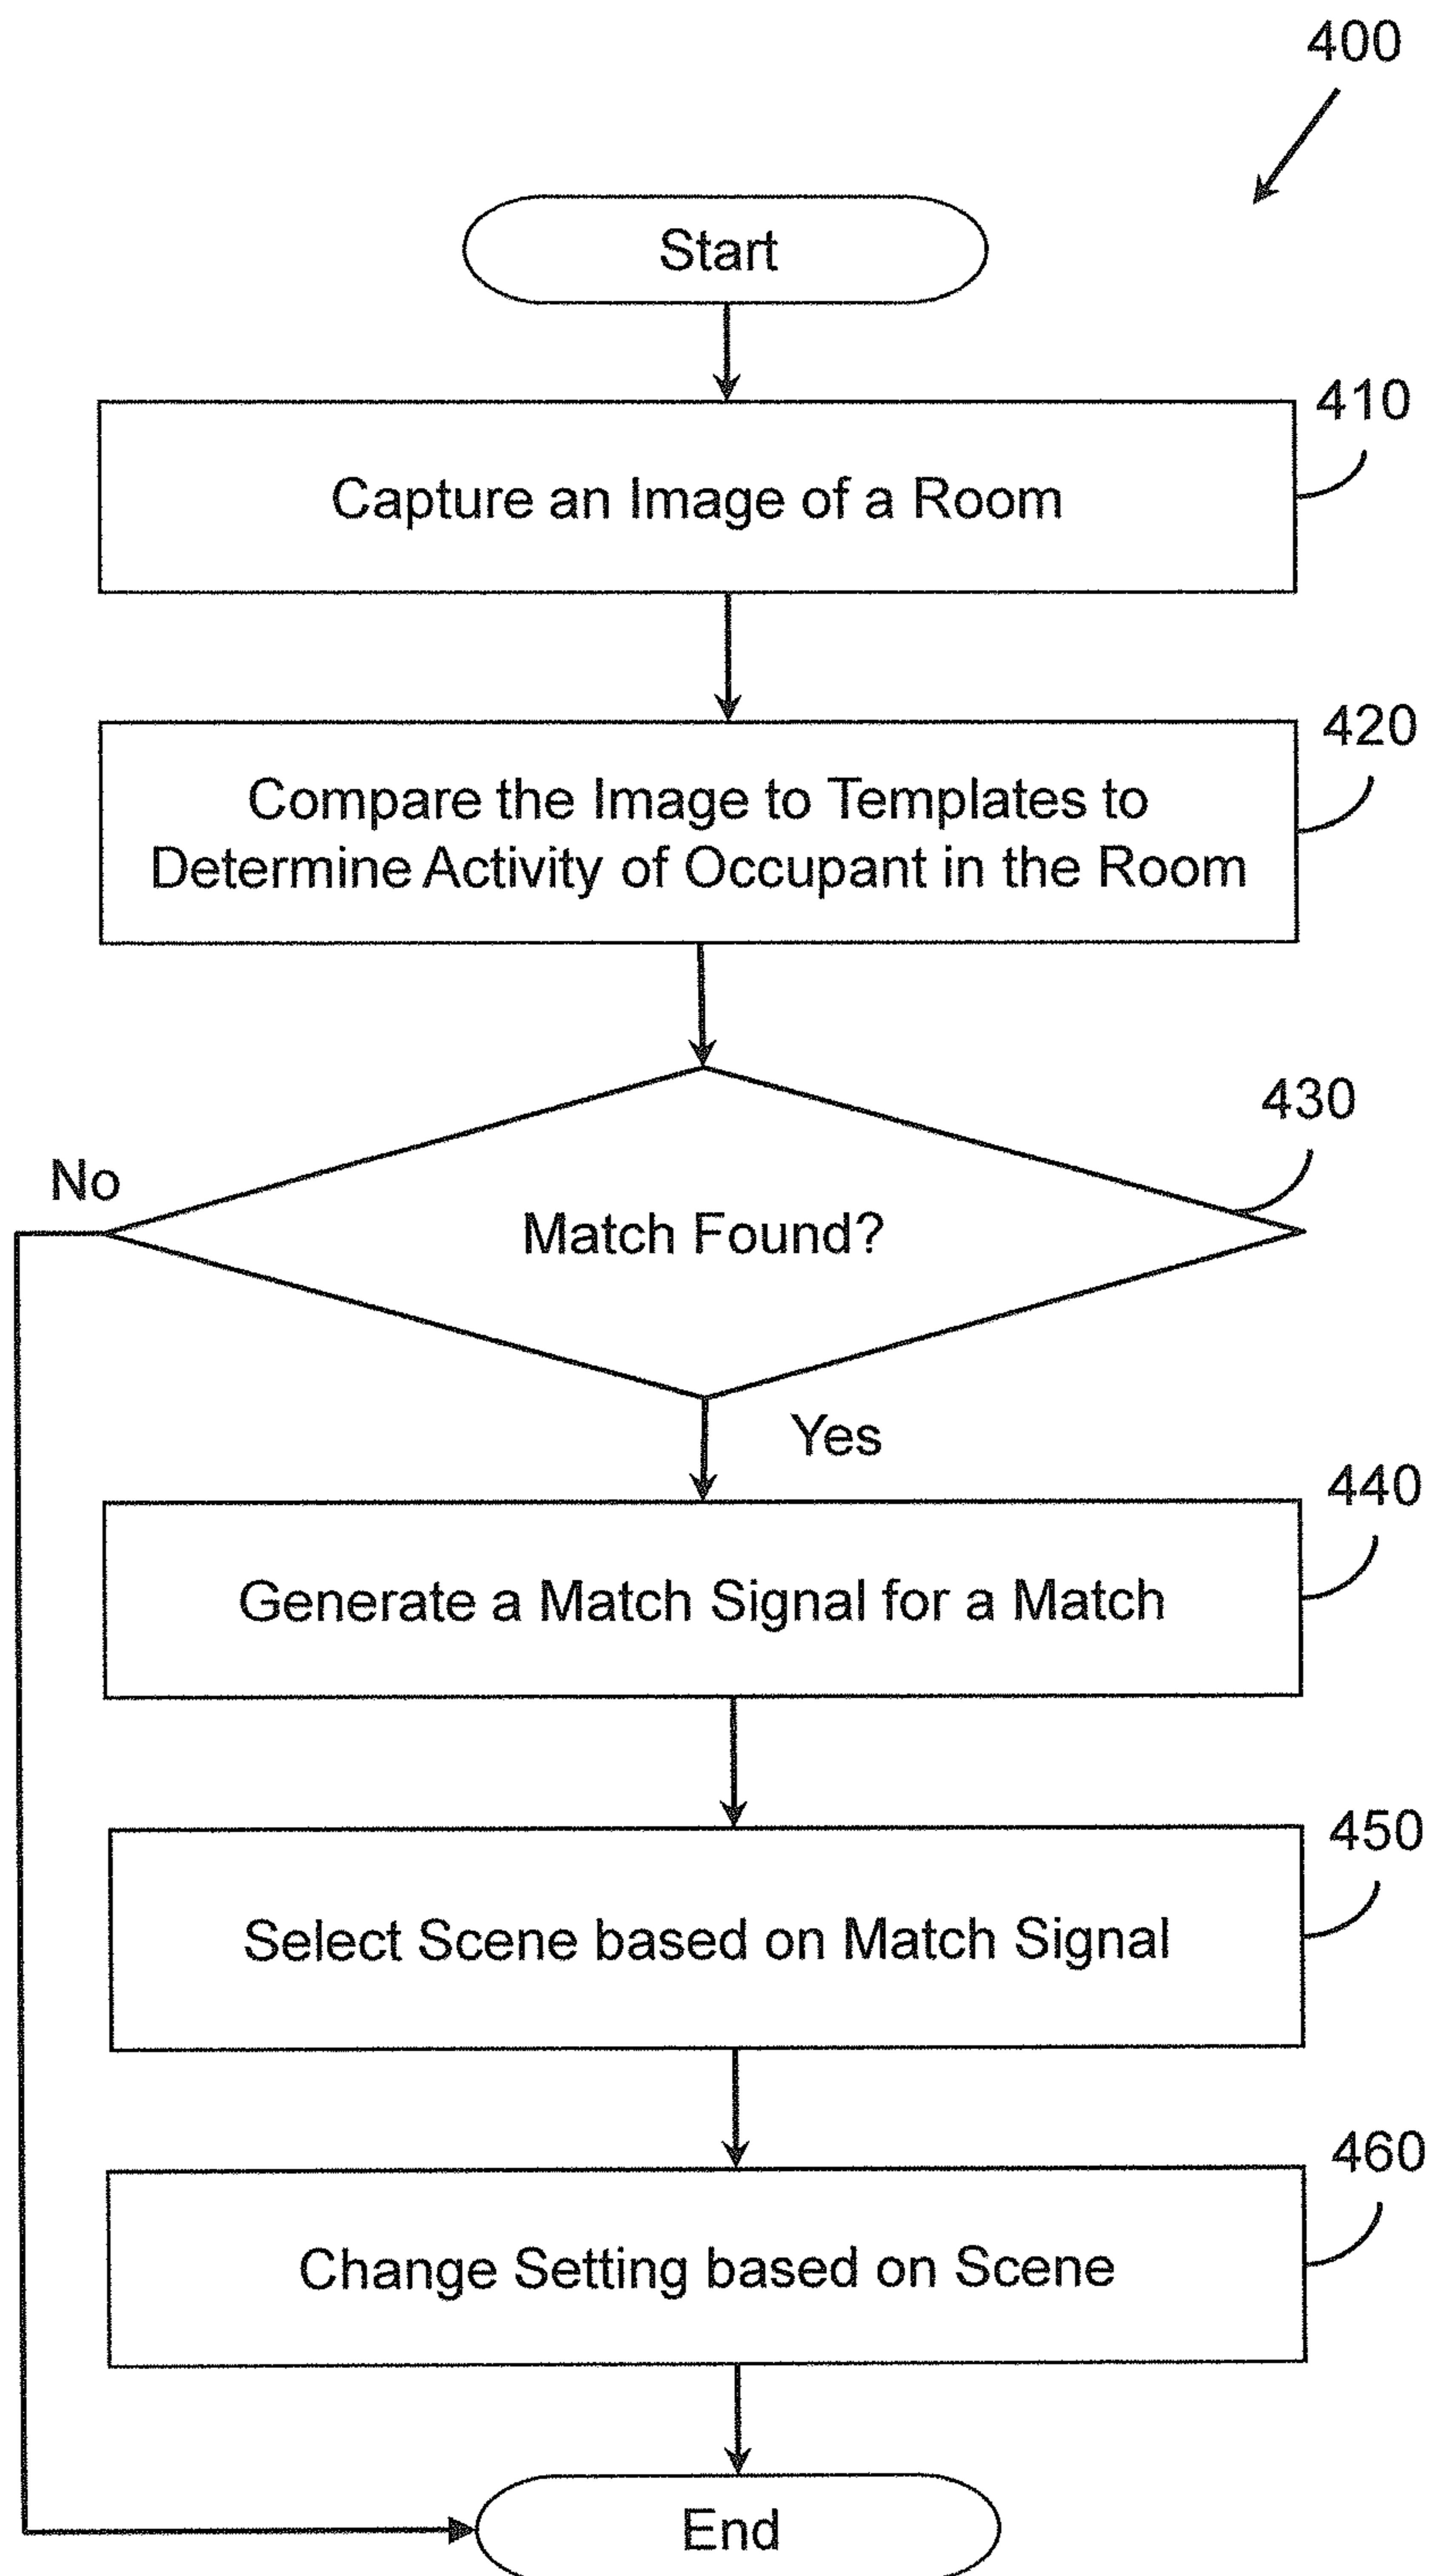 400
Start
410
Capture an Image of a Room
420
Compare the Image to Templates to
Determine Activity of Occupant in the Room
430
No
Match Found?
Yes
440
Generate a Match Signal for a Match
450
Select Scene based on Match Signal
460
Change Setting based on Scene
End